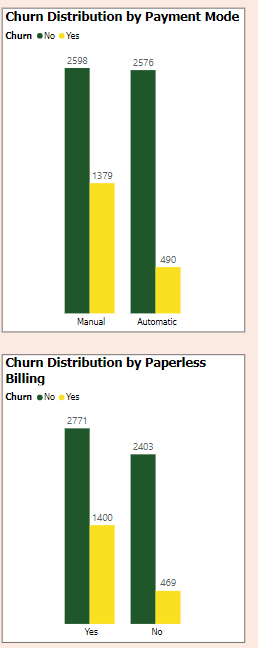 Churn Distribution by Payment Mode
Churn No Yes
2598 2576
1379
490
Manual Automatic
Churn Distribution by Paperless
Billing
Churn No Yes
2771
2403
1400
469
Yes No